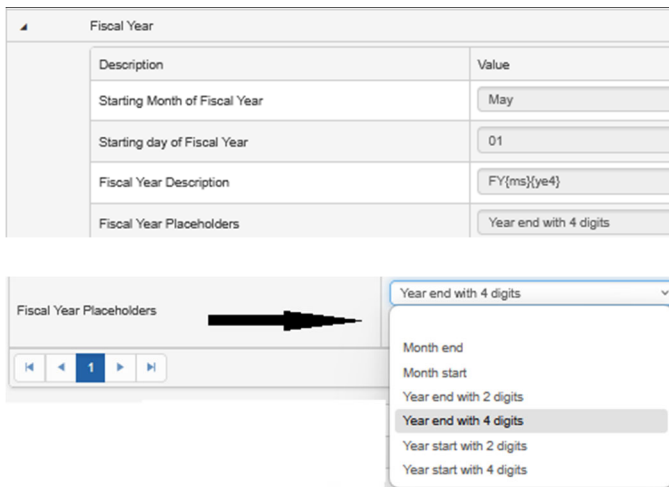 Fiscal Year
Description Value
Starting Month of Fiscal Year May
Starting day of Fiscal Year 01
Fiscal Year Description FY{ms}{ye4}
Fiscal Year Placeholders Year end with 4 digits
Fiscal Year Placeholders Year end with 4 digits
Month end
1
Month start
Year end with 2 digits
Year end with 4 digits
Year start with 2 digits
Year start with 4 digits